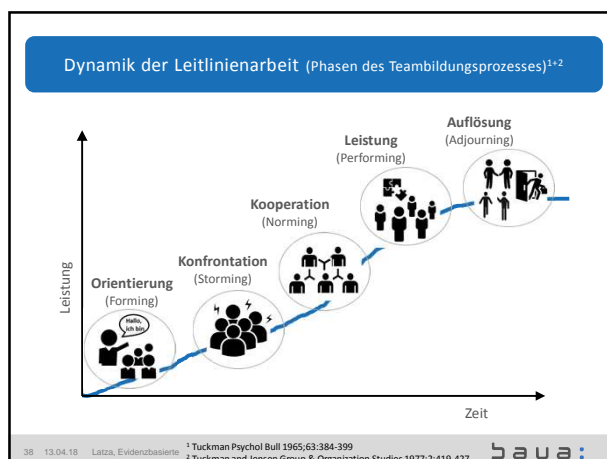 Dynamik der Leitlinienarbeit (Phasen des Teambildungsprozesses)¹⁺²
Auflösung
(Adjourning)
Leistung
(Performing)
Kooperation
(Norming)
Konfrontation
(Storming)
Orientierung
(Forming)
Hallo,
ich bin
Leistung
Zeit
38 13.04.18 Latza, Evidenzbasierte
¹ Tuckman Psychol Bull 1965;63:384-399
² Tuckman and Jensen Group & Organization Studies 1977;2:419-427
baua: